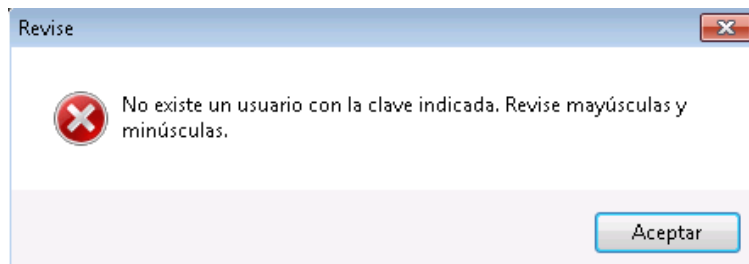 Revise
No existe un usuario con la clave indicada. Revise mayúsculas y
minúsculas.
Aceptar